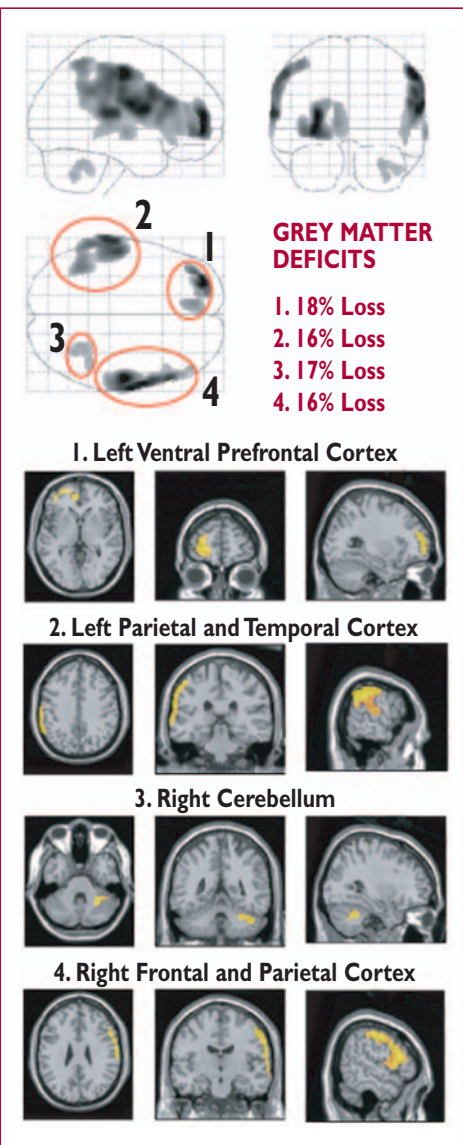 2
1
GREY MATTER
DEFICITS
1. 18% Loss
2. 16% Loss
3. 17% Loss
4. 16% Loss
3
4
1. Left Ventral Prefrontal Cortex
2. Left Parietal and Temporal Cortex
3. Right Cerebellum
4. Right Frontal and Parietal Cortex